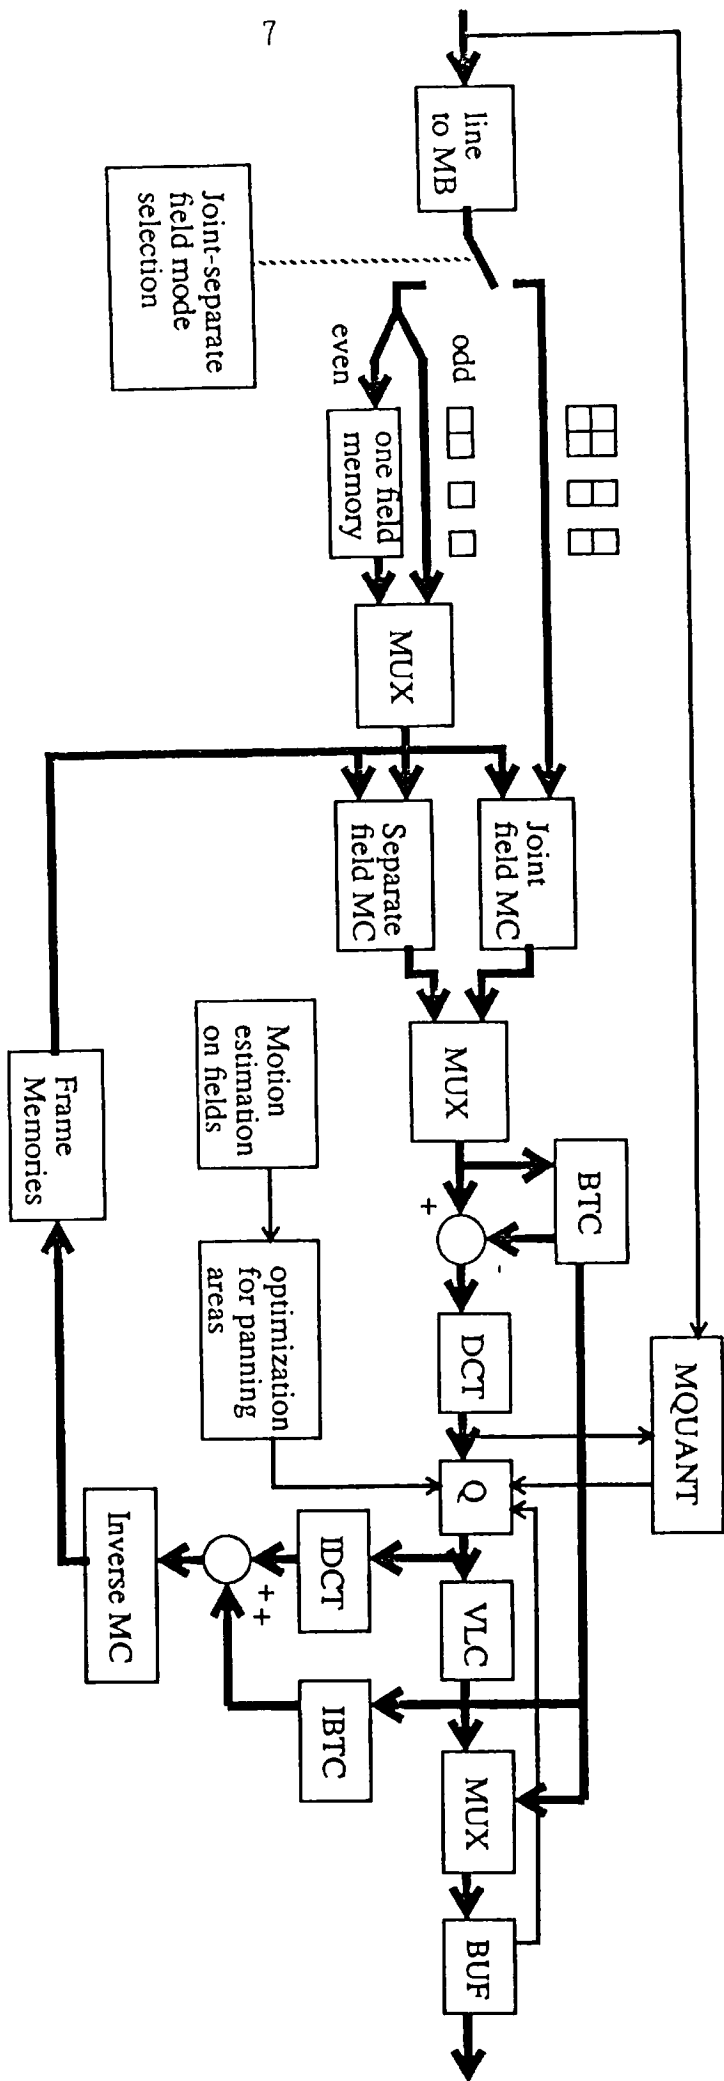 7
line
to MB
Joint-separate
field mode
selection
odd
even
one field
memory
MUX
Joint
field MC
Separate
field MC
MUX
Motion
estimation
on fields
optimization
for panning
areas
Frame
Memories
BTC
+
-
DCT
MQUANT
Q
VLC
IDCT
+
+
IBTC
Inverse MC
MUX
BUF